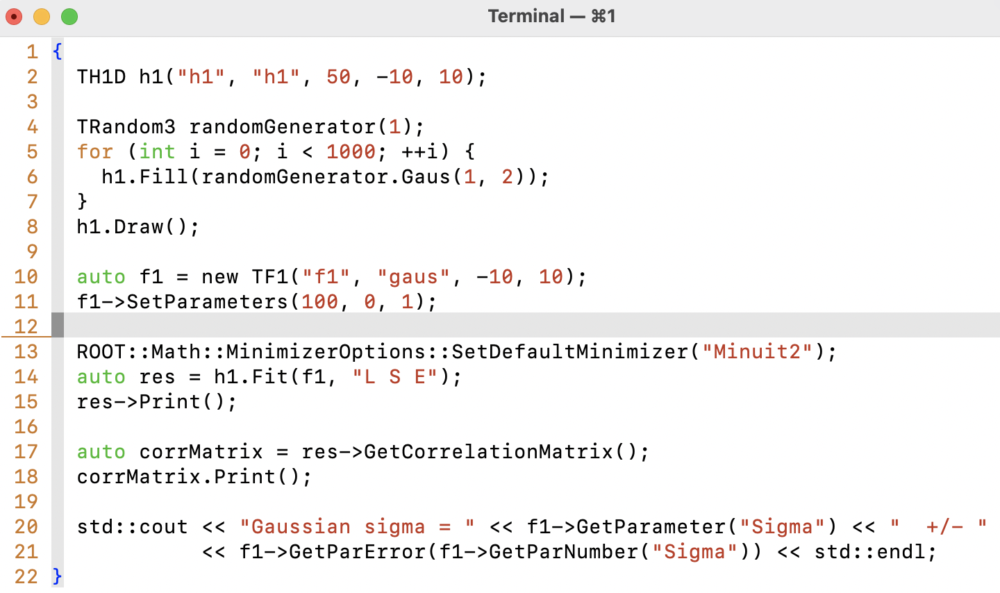 Terminal — ⌘1
1 {
2   TH1D h1("h1", "h1", 50, -10, 10);
3
4   TRandom3 randomGenerator(1);
5   for (int i = 0; i < 1000; ++i) {
6     h1.Fill(randomGenerator.Gaus(1, 2));
7   }
8   h1.Draw();
9
10   auto f1 = new TF1("f1", "gaus", -10, 10);
11   f1->SetParameters(100, 0, 1);
12
13   ROOT::Math::MinimizerOptions::SetDefaultMinimizer("Minuit2");
14   auto res = h1.Fit(f1, "L S E");
15   res->Print();
16
17   auto corrMatrix = res->GetCorrelationMatrix();
18   corrMatrix.Print();
19
20   std::cout << "Gaussian sigma = " << f1->GetParameter("Sigma") << "  +/- "
21             << f1->GetParError(f1->GetParNumber("Sigma")) << std::endl;
22 }